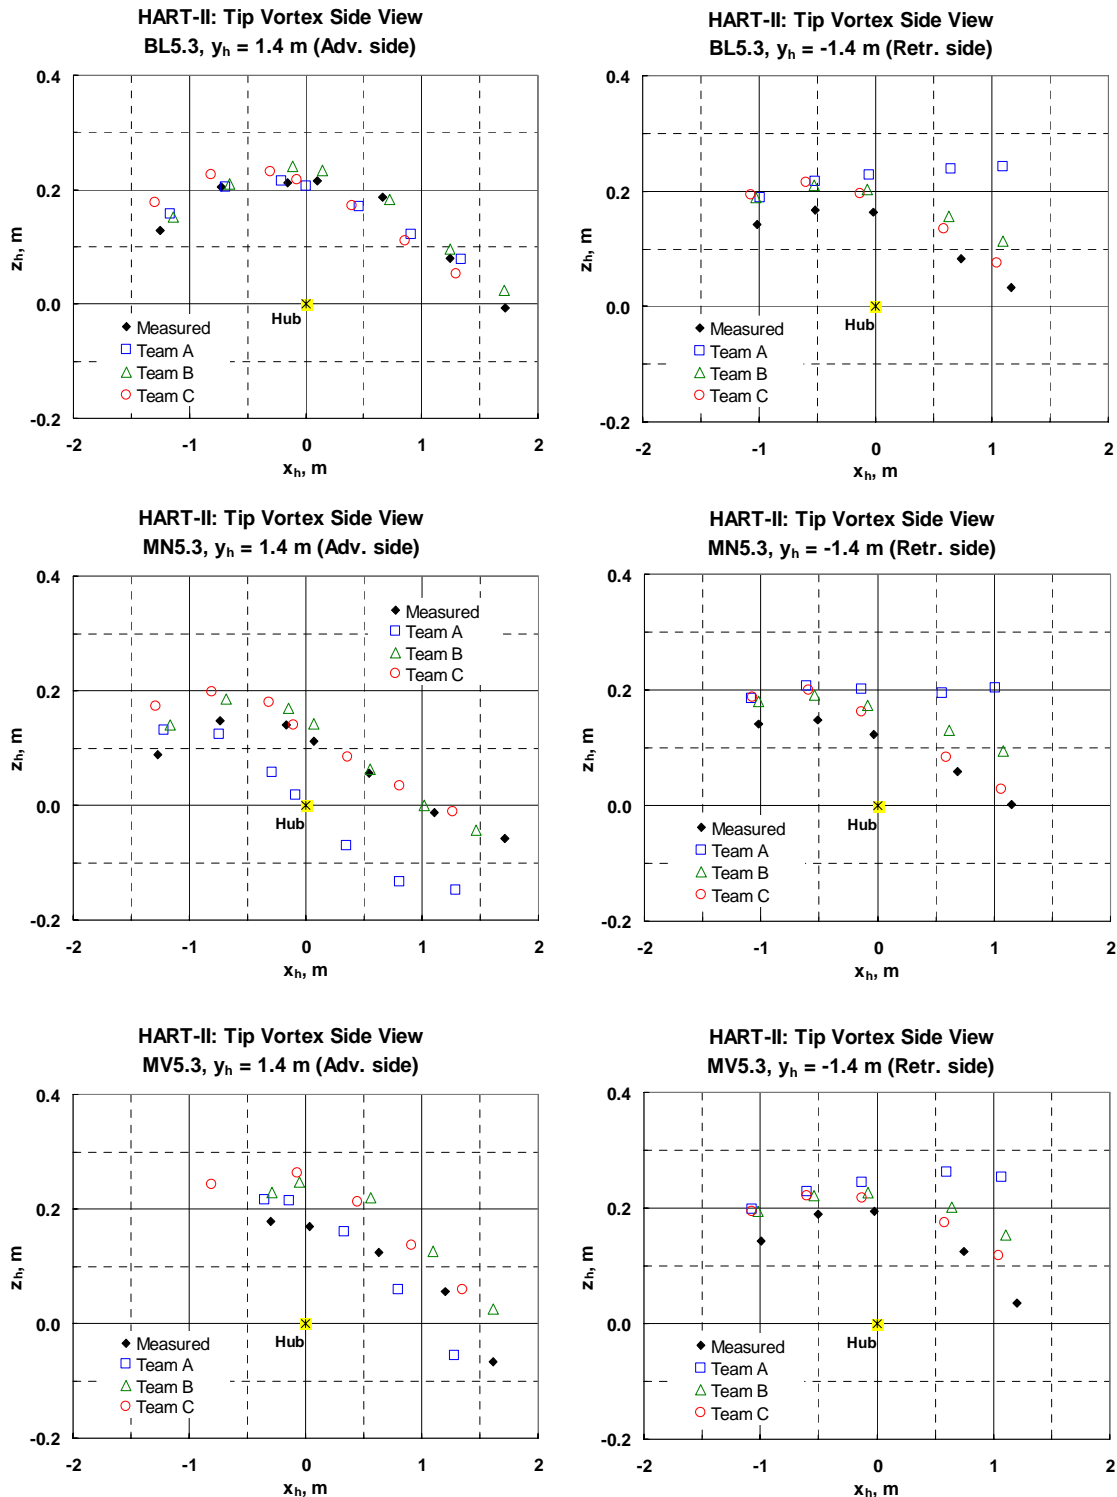 HART-II: Tip Vortex Side View
BL5.3, yh = 1.4 m (Adv. side)
0.4
0.2
0.0
-0.2
zh, m
Hub
Measured
Team A
Team B
Team C
-2
-1
0
1
2
xh, m
HART-II: Tip Vortex Side View
BL5.3, yh = -1.4 m (Retr. side)
0.4
0.2
0.0
-0.2
zh, m
Hub
Measured
Team A
Team B
Team C
-2
-1
0
1
2
xh, m
HART-II: Tip Vortex Side View
MN5.3, yh = 1.4 m (Adv. side)
0.4
0.2
0.0
-0.2
zh, m
Measured
Team A
Team B
Team C
Hub
-2
-1
0
1
2
xh, m
HART-II: Tip Vortex Side View
MN5.3, yh = -1.4 m (Retr. side)
0.4
0.2
0.0
-0.2
zh, m
Hub
Measured
Team A
Team B
Team C
-2
-1
0
1
2
xh, m
HART-II: Tip Vortex Side View
MV5.3, yh = 1.4 m (Adv. side)
0.4
0.2
0.0
-0.2
zh, m
Hub
Measured
Team A
Team B
Team C
-2
-1
0
1
2
xh, m
HART-II: Tip Vortex Side View
MV5.3, yh = -1.4 m (Retr. side)
0.4
0.2
0.0
-0.2
zh, m
Hub
Measured
Team A
Team B
Team C
-2
-1
0
1
2
xh, m